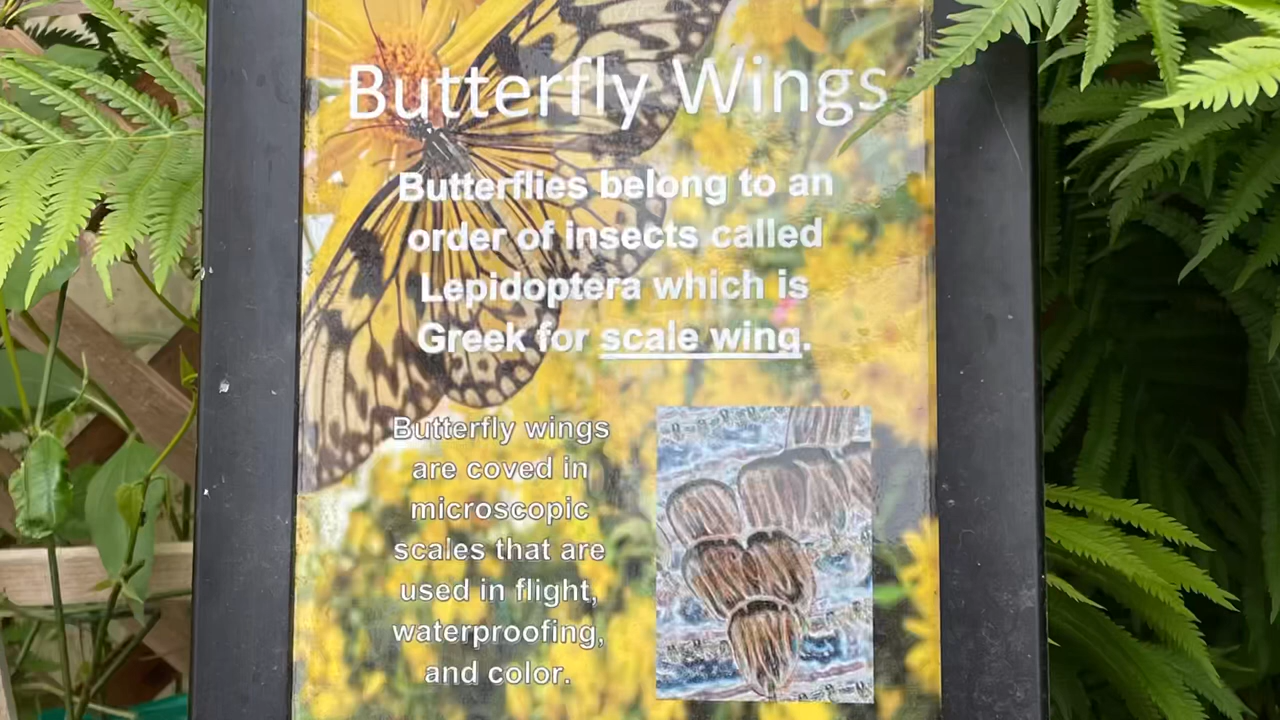 Butterfly Wings
Butterflies belong to an
order of insects called
Lepidoptera which is
Greek for scale wing.
Butterfly wings
are coved in
microscopic
scales that are
used in flight,
waterproofing,
and color.